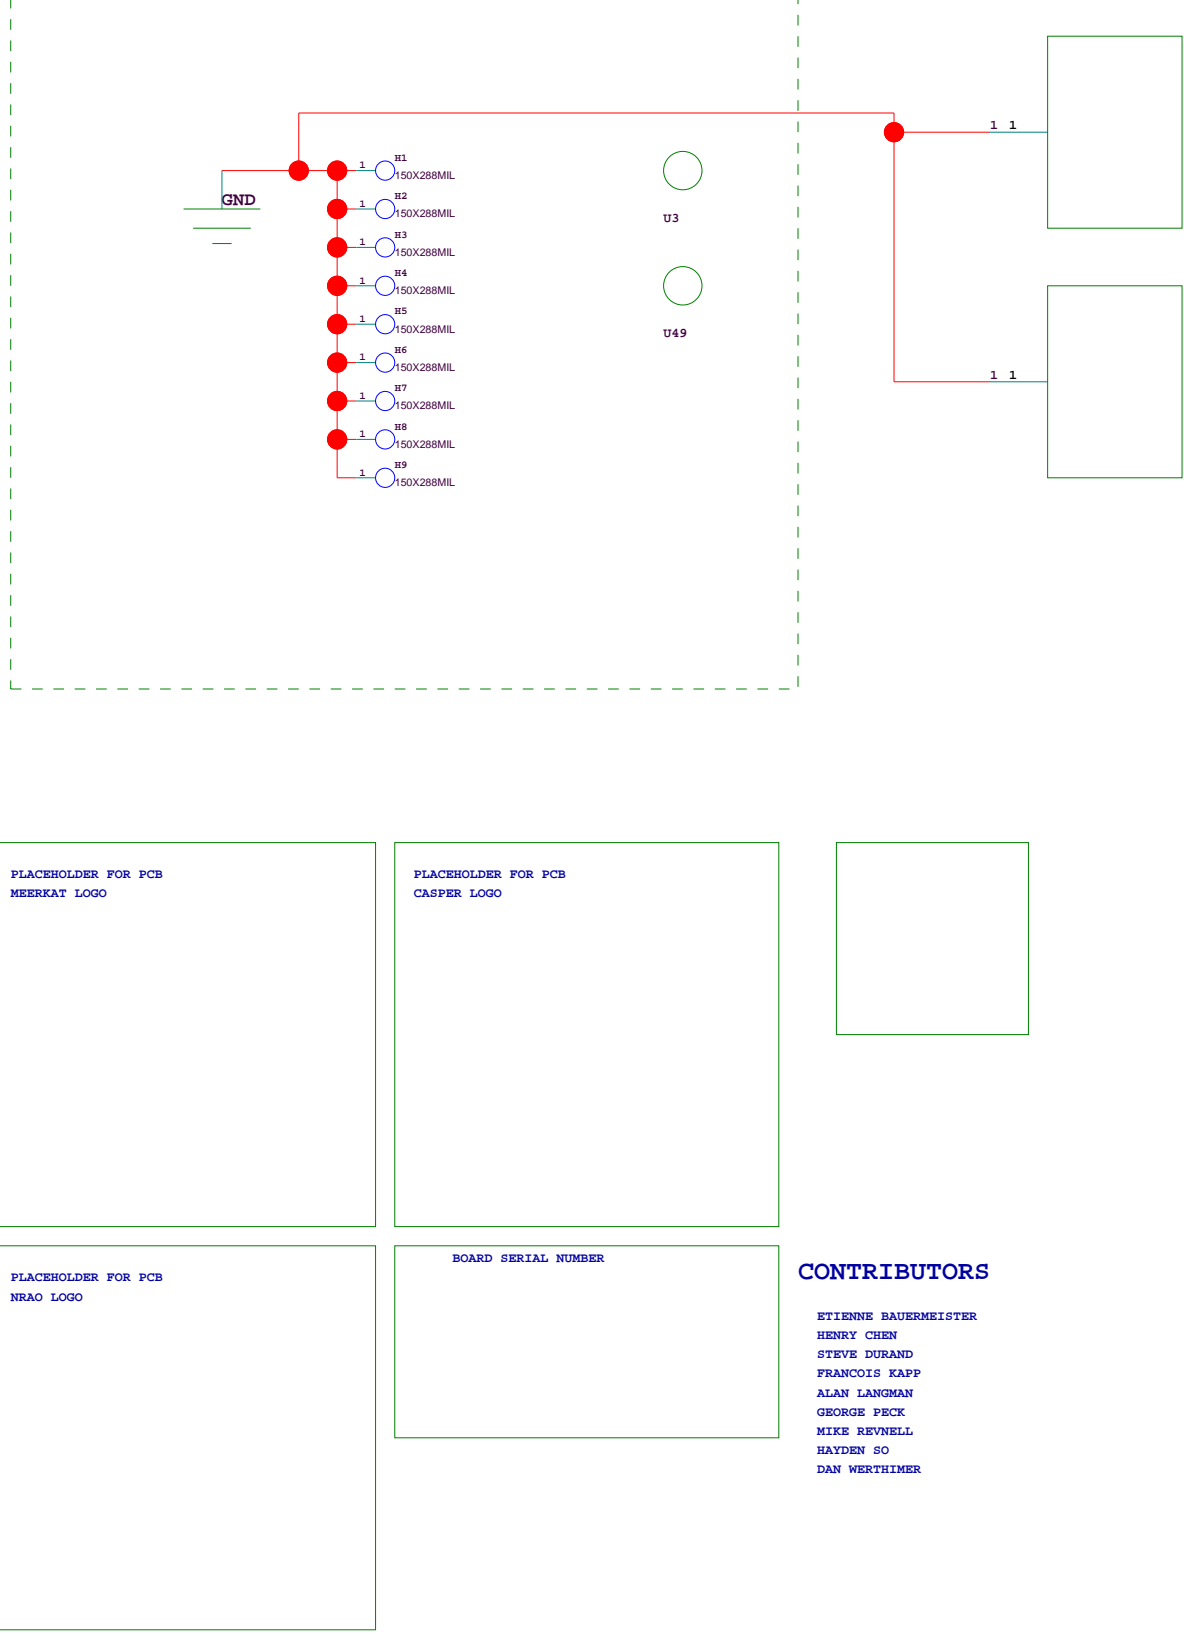 1 1
1 H1
150X288MIL
GND
1 H2
150X288MIL
U3
1 H3
150X288MIL
1 H4
150X288MIL
1 H5
150X288MIL
U49
1 H6
150X288MIL
1 1
1 H7
150X288MIL
1 H8
150X288MIL
1 H9
150X288MIL
PLACEHOLDER FOR PCB
MEERKAT LOGO
PLACEHOLDER FOR PCB
CASPER LOGO
PLACEHOLDER FOR PCB
NRAO LOGO
BOARD SERIAL NUMBER
CONTRIBUTORS
ETIENNE BAUERMEISTER
HENRY CHEN
STEVE DURAND
FRANCOIS KAPP
ALAN LANGMAN
GEORGE PECK
MIKE REVNELL
HAYDEN SO
DAN WERTHIMER